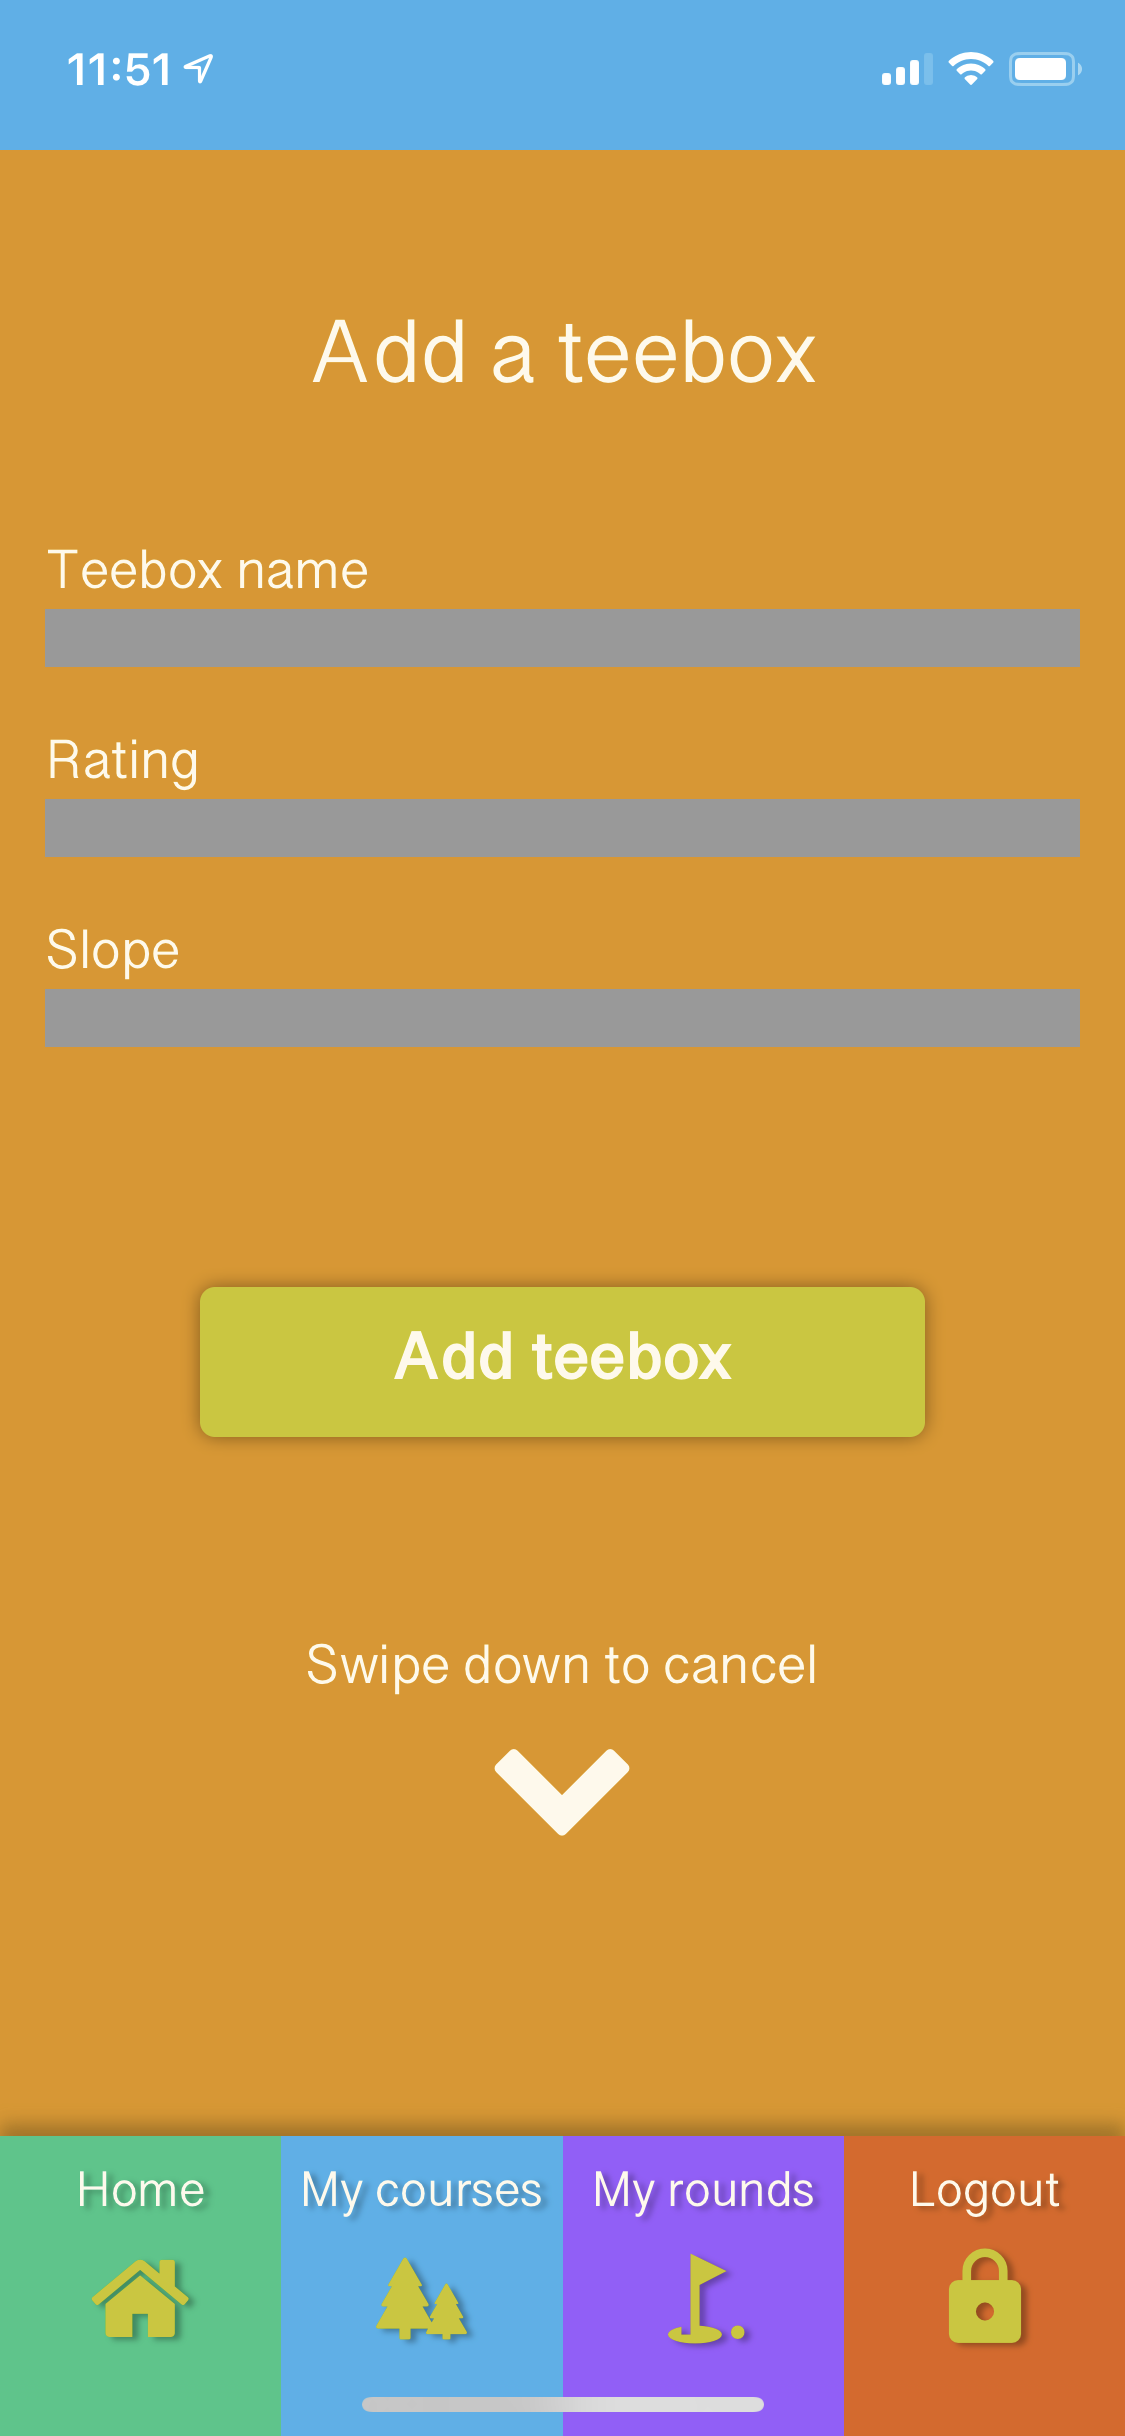 11:51
Add a teebox
Teebox name
Rating
Slope
Add teebox
Swipe down to cancel
Home My courses My rounds Logout